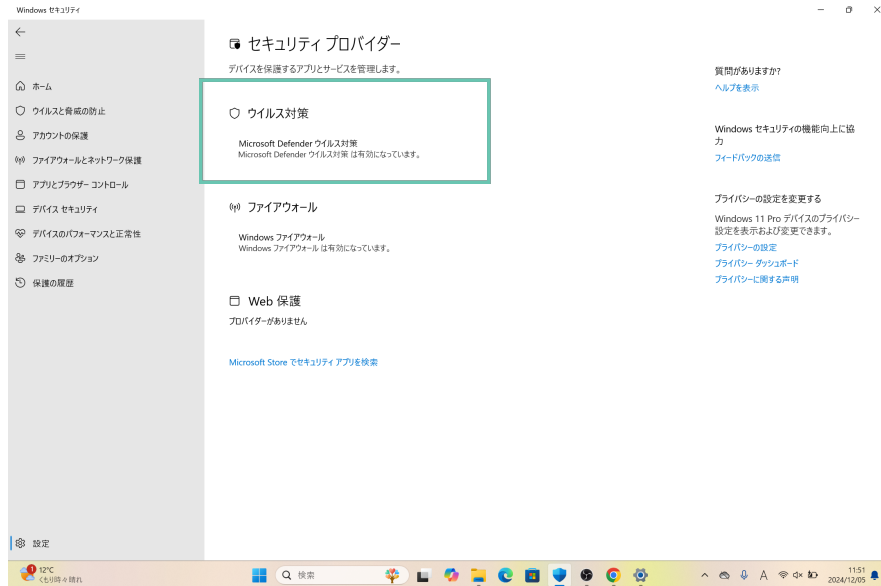 Windows セキュリティ
セキュリティ プロバイダー
デバイスを保護するアプリとサービスを管理します。
ホーム
ウイルスと脅威の防止
アカウントの保護
ファイアウォールとネットワーク保護
アプリとブラウザー コントロール
デバイス セキュリティ
デバイスのパフォーマンスと正常性
ファミリーのオプション
保護の履歴
設定
ウイルス対策
Microsoft Defender ウイルス対策
Microsoft Defender ウイルス対策 は有効になっています。
ファイアウォール
Windows ファイアウォール
Windows ファイアウォール は有効になっています。
Web 保護
プロバイダーがありません
Microsoft Store でセキュリティ アプリを検索
質問がありますか?
ヘルプを表示
Windows セキュリティの機能向上に協
力
フィードバックの送信
プライバシーの設定を変更する
Windows 11 Pro デバイスのプライバシー
設定を表示および変更できます。
プライバシーの設定
プライバシー ダッシュボード
プライバシーに関する声明
1
12°C
くもり時々晴れ
検索
A
11:51
2024/12/05